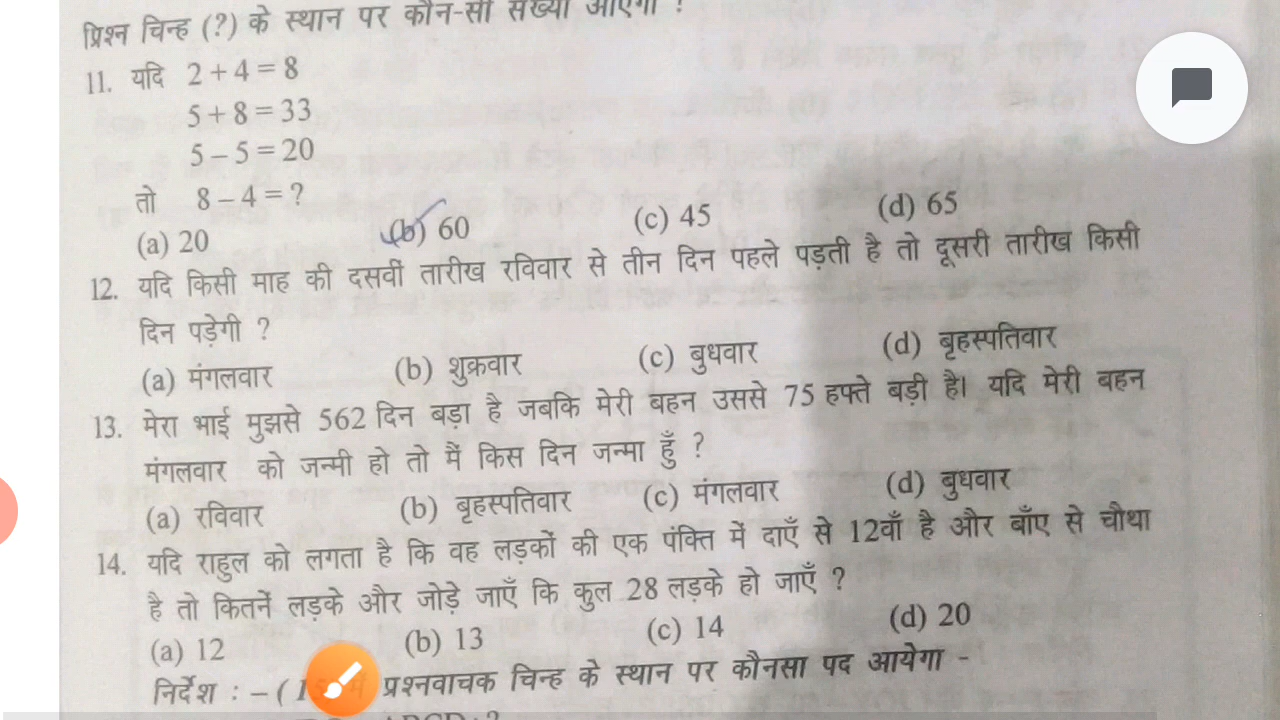 प्रिश्न चिन्ह (?) के स्थान पर कौन-सी संख्या आएगी ?
11. यदि 2 + 4 = 8
5 + 8 = 33
5 – 5 = 20
तो 8 – 4 = ?
(a) 20 (b) 60 (c) 45 (d) 65
12. यदि किसी माह की दसवीं तारीख रविवार से तीन दिन पहले पड़ती है तो दूसरी तारीख किसी
दिन पड़ेगी ?
(a) मंगलवार (b) शुक्रवार (c) बुधवार (d) बृहस्पतिवार
13. मेरा भाई मुझसे 562 दिन बड़ा है जबकि मेरी बहन उससे 75 हफ्ते बड़ी है। यदि मेरी बहन
मंगलवार को जन्मी हो तो मैं किस दिन जन्मा हुँ ?
(a) रविवार (b) बृहस्पतिवार (c) मंगलवार (d) बुधवार
14. यदि राहुल को लगता है कि वह लड़कों की एक पंक्ति में दाएँ से 12वाँ है और बाँए से चौथा
है तो कितनें लड़के और जोड़े जाएँ कि कुल 28 लड़के हो जाएँ ?
(a) 12 (b) 13 (c) 14 (d) 20
निर्देश : – ( प्रश्नवाचक चिन्ह के स्थान पर कौनसा पद आयेगा -